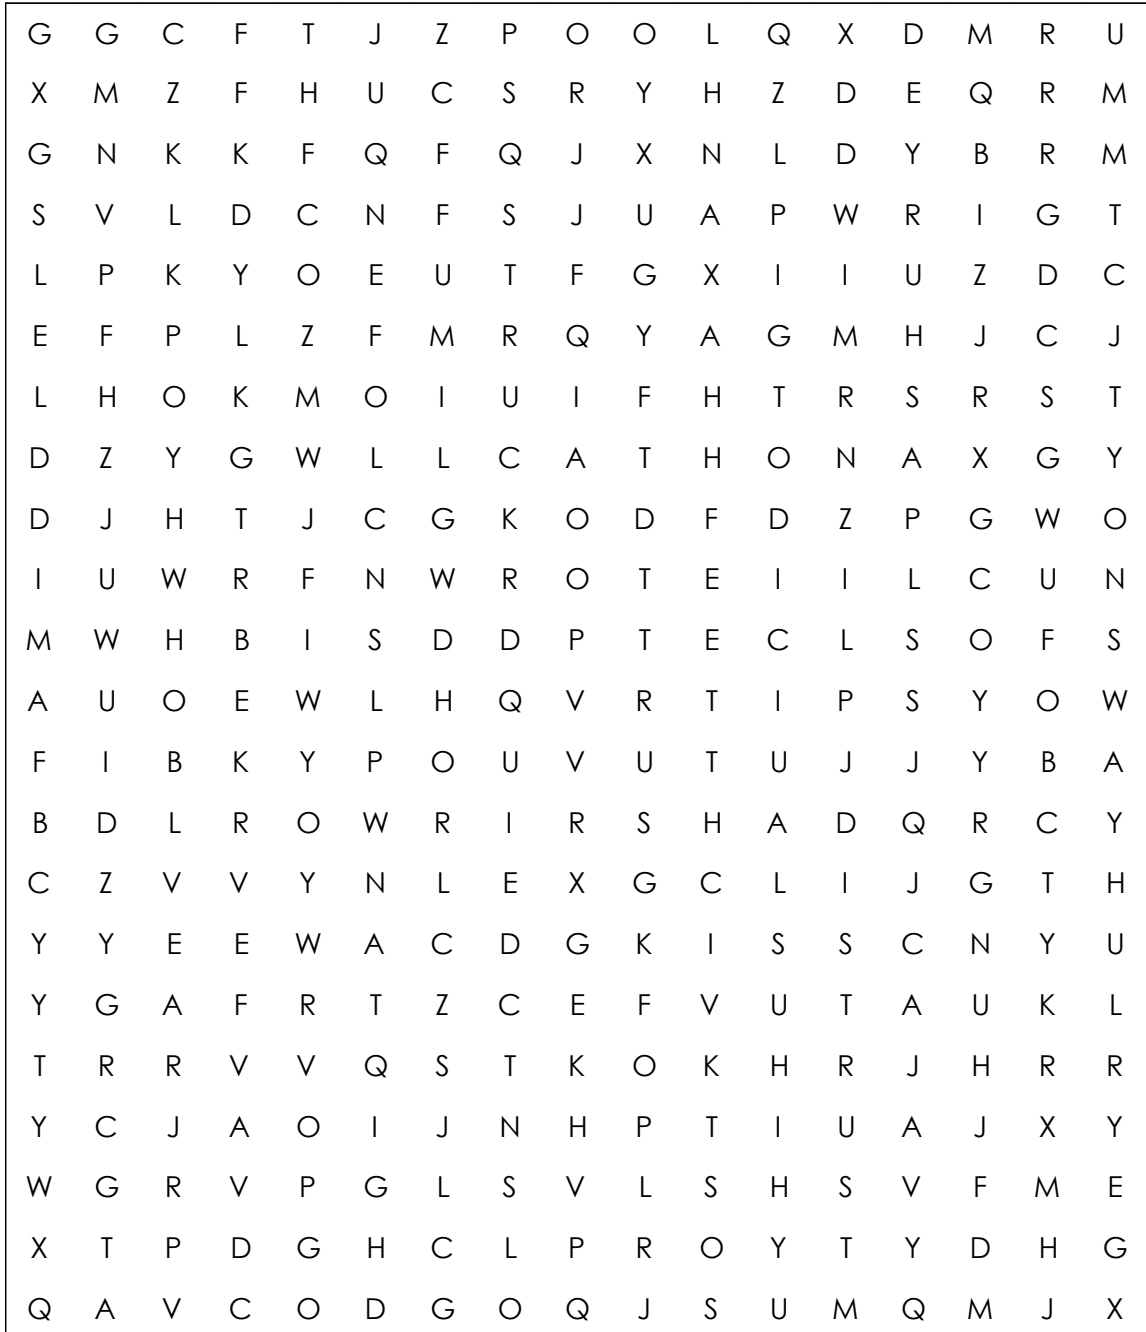 G G C F T J Z P O O L Q X D M R U
X M Z F H U C S R Y H Z D E Q R M
G N K K F Q F Q J X N L D Y B R M
S V L D C N F S J U A P W R I G T
L P K Y O E U T F G X I I U Z D C
E F P L Z F M R Q Y A G M H J C J
L H O K M O I U I F H T R S R S T
D Z Y G W L L C A T H O N A X G Y
D J H T J C G K O D F D Z P G W O
I U W R F N W R O T E I I L C U N
M W H B I S D D P T E C L S O F S
A U O E W L H Q V R T I P S Y O W
F I B K Y P O U V U T U J J Y B A
B D L R O W R I R S H A D Q R C Y
C Z V V Y N L E X G C L I J G T H
Y Y E E W A C D G K I S S C N Y U
Y G A F R T Z C E F V U T A U K L
T R R V V Q S T K O K H R J H R R
Y C J A O I J N H P T I U A J X Y
W G R V P G L S V L S H S V F M E
X T P D G H C L P R O Y T Y D H G
Q A V C O D G O Q J S U M Q M J X